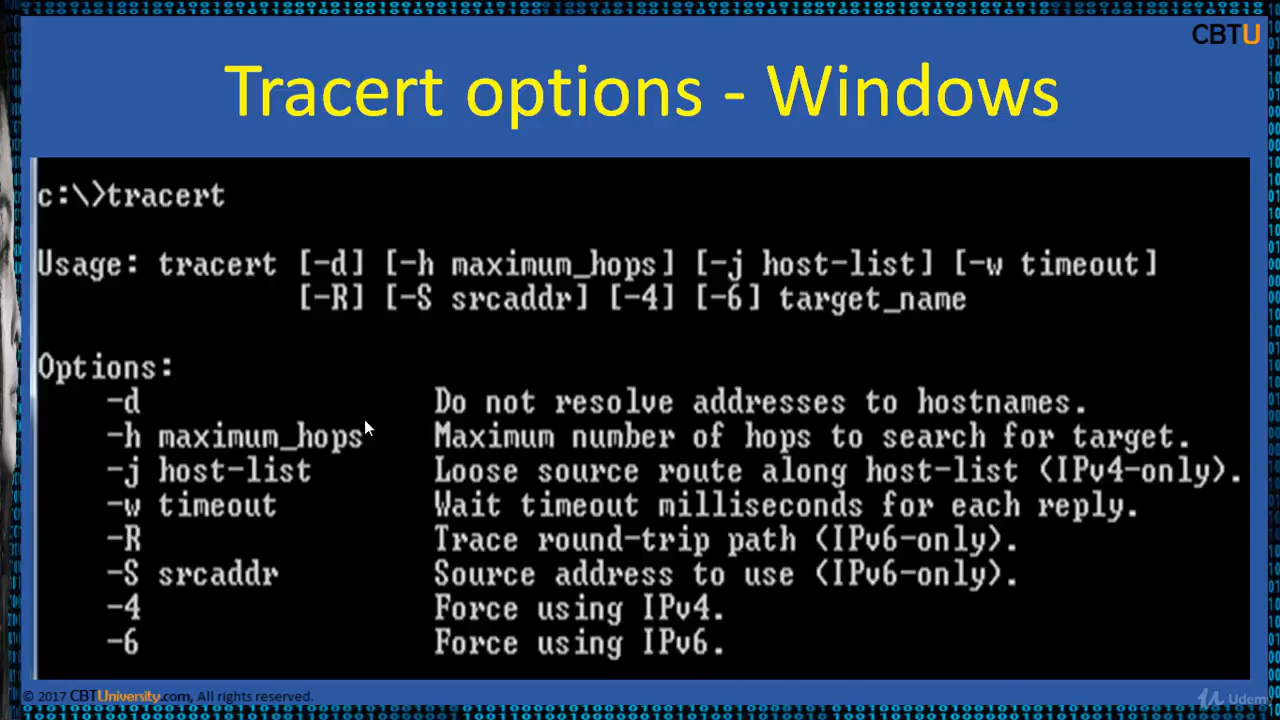 CBTU
Tracert options - Windows
c:\>tracert
Usage: tracert [-d] [-h maximum_hops] [-j host-list] [-w timeout]
[-R] [-S srcaddr] [-4] [-6] target_name
Options:
-d Do not resolve addresses to hostnames.
-h maximum_hops Maximum number of hops to search for target.
-j host-list Loose source route along host-list (IPv4-only).
-w timeout Wait timeout milliseconds for each reply.
-R Trace round-trip path (IPv6-only).
-S srcaddr Source address to use (IPv6-only).
-4 Force using IPv4.
-6 Force using IPv6.
© 2017 CBTUniversity.com, All rights reserved.
Udemy